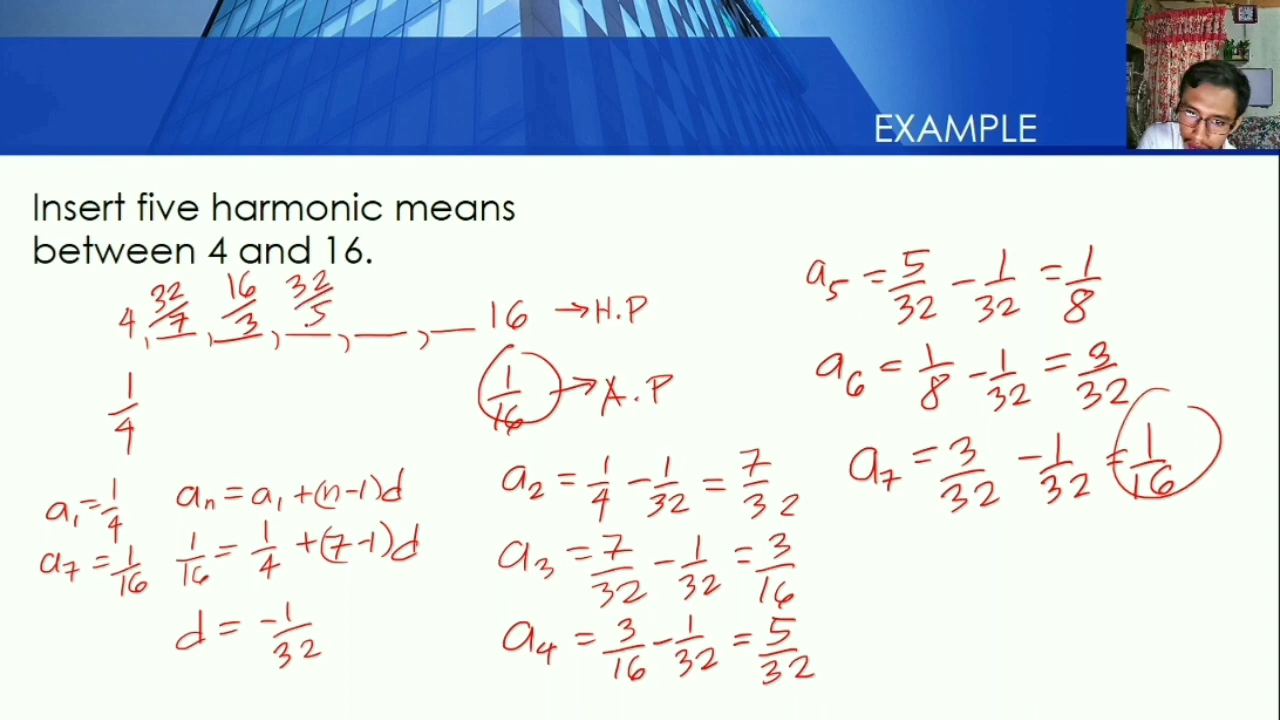 EXAMPLE
Insert five harmonic means
between 4 and 16.
4, 32/7, 16/3, 32/5, __, __ 16 → H.P
1/4 1/16 → A.P
a₁ = 1/4
a₇ = 1/16
aₙ = a₁ + (n-1)d
1/16 = 1/4 + (7-1)d
d = -1/32
a₂ = 1/4 - 1/32 = 7/32
a₃ = 7/32 - 1/32 = 3/16
a₄ = 3/16 - 1/32 = 5/32
a₅ = 5/32 - 1/32 = 1/8
a₆ = 1/8 - 1/32 = 3/32
a₇ = 3/32 - 1/32 = 1/16